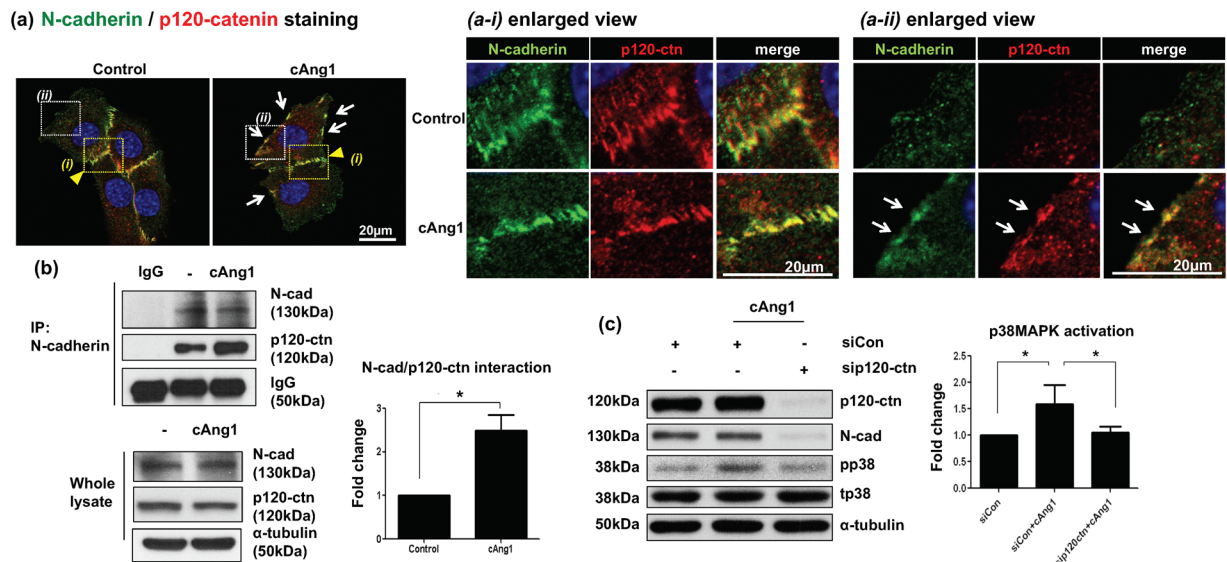 (a) N-cadherin / p120-catenin staining
Control
cAng1
(ii)
(i)
(ii)
(i)
20μm
(a-i) enlarged view
N-cadherin p120-ctn merge
Control
cAng1
20μm
(a-ii) enlarged view
N-cadherin p120-ctn merge
20μm
(b)
IgG - cAng1
IP:
N-cadherin
N-cad
(130kDa)
p120-ctn
(120kDa)
IgG
(50kDa)
- cAng1
Whole
lysate
N-cad
(130kDa)
p120-ctn
(120kDa)
α-tubulin
(50kDa)
N-cad/p120-ctn interaction
Fold change
3
2
1
0
*
Control cAng1
(c)
cAng1
+ + - siCon
- - + sip120-ctn
120kDa p120-ctn
130kDa N-cad
38kDa pp38
38kDa tp38
50kDa α-tubulin
p38MAPK activation
Fold change
2.5
2.0
1.5
1.0
0.5
0.0
* *
siCon
siCon+cAng1
sip120ctn+cAng1